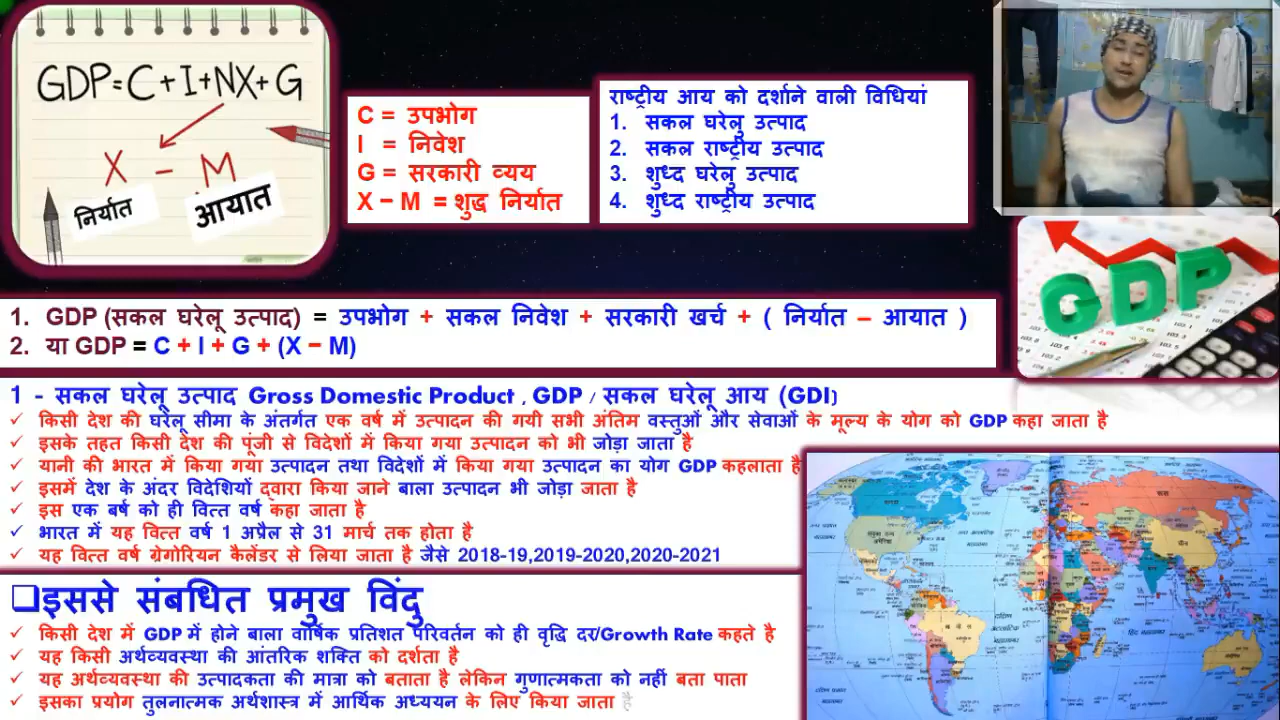 GDP=C+I+NX+G
X - M
निर्यात
आयात
C = उपभोग
I = निवेश
G = सरकारी व्यय
X – M = शुद्ध निर्यात
राष्ट्रीय आय को दर्शाने वाली विधियां
1. सकल घरेलु उत्पाद
2. सकल राष्ट्रीय उत्पाद
3. शुध्द घरेलु उत्पाद
4. शुध्द राष्ट्रीय उत्पाद
GDP
1. GDP (सकल घरेलू उत्पाद) = उपभोग + सकल निवेश + सरकारी खर्च + ( निर्यात – आयात )
2. या GDP = C + I + G + (X – M)
1 - सकल घरेलू उत्पाद Gross Domestic Product , GDP / सकल घरेलू आय (GDI)
✓ किसी देश की घरेलू सीमा के अंतर्गत एक वर्ष में उत्पादन की गयी सभी अंतिम वस्तुओं और सेवाओं के मूल्य के योग को GDP कहा जाता है
✓ इसके तहत किसी देश की पूंजी से विदेशों में किया गया उत्पादन को भी जोड़ा जाता है
✓ यानी की भारत में किया गया उत्पादन तथा विदेशों में किया गया उत्पादन का योग GDP कहलाता है
✓ इसमें देश के अंदर विदेशियों द्वारा किया जाने बाला उत्पादन भी जोड़ा जाता है
✓ इस एक बर्ष को ही वित्त वर्ष कहा जाता है
✓ भारत में यह वित्त वर्ष 1 अप्रैल से 31 मार्च तक होता है
✓ यह वित्त वर्ष ग्रेगोरियन कैलेंडर से लिया जाता है जैसे 2018-19,2019-2020,2020-2021
❑इससे संबधित प्रमुख विंदु
✓ किसी देश में GDP में होने बाला वार्षिक प्रतिशत परिवर्तन को ही वृद्धि दर/Growth Rate कहते है
✓ यह किसी अर्थव्यवस्था की आंतरिक शक्ति को दर्शता है
✓ यह अर्थव्यवस्था की उत्पादकता की मात्रा को बताता है लेकिन गुणात्मकता को नहीं बता पाता
✓ इसका प्रयोग तुलनात्मक अर्थशास्त्र में आर्थिक अध्ययन के लिए किया जाता है
रूस
चीन